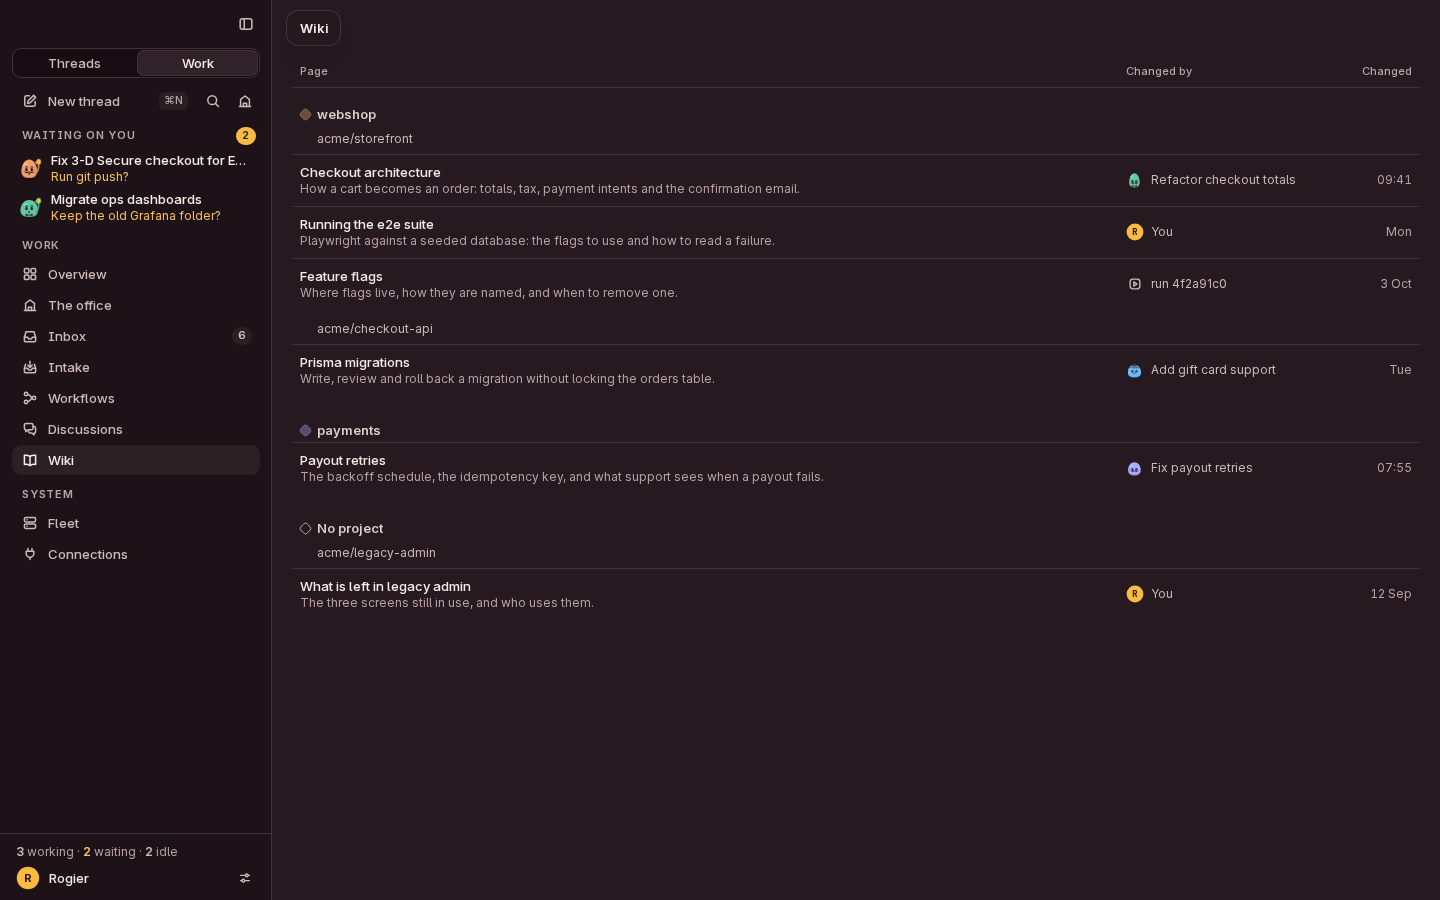 Threads
Work
New thread
⌘N
WAITING ON YOU
2
Fix 3-D Secure checkout for E…
Run git push?
Migrate ops dashboards
Keep the old Grafana folder?
WORK
Overview
The office
Inbox
6
Intake
Workflows
Discussions
Wiki
SYSTEM
Fleet
Connections
3 working · 2 waiting · 2 idle
R
Rogier
Wiki
Page
Changed by
Changed
webshop
acme/storefront
Checkout architecture
How a cart becomes an order: totals, tax, payment intents and the confirmation email.
Refactor checkout totals
09:41
Running the e2e suite
Playwright against a seeded database: the flags to use and how to read a failure.
R
You
Mon
Feature flags
Where flags live, how they are named, and when to remove one.
run 4f2a91c0
3 Oct
acme/checkout-api
Prisma migrations
Write, review and roll back a migration without locking the orders table.
Add gift card support
Tue
payments
Payout retries
The backoff schedule, the idempotency key, and what support sees when a payout fails.
Fix payout retries
07:55
No project
acme/legacy-admin
What is left in legacy admin
The three screens still in use, and who uses them.
R
You
12 Sep